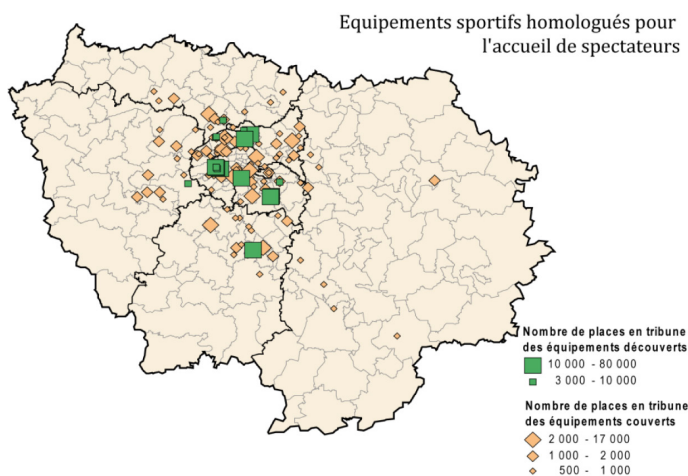 Equipements sportifs homologués pour
l'accueil de spectateurs
Nombre de places en tribune
des équipements découverts
10 000 - 80 000
3 000 - 10 000
Nombre de places en tribune
des équipements couverts
2 000 - 17 000
1 000 - 2 000
500 - 1 000